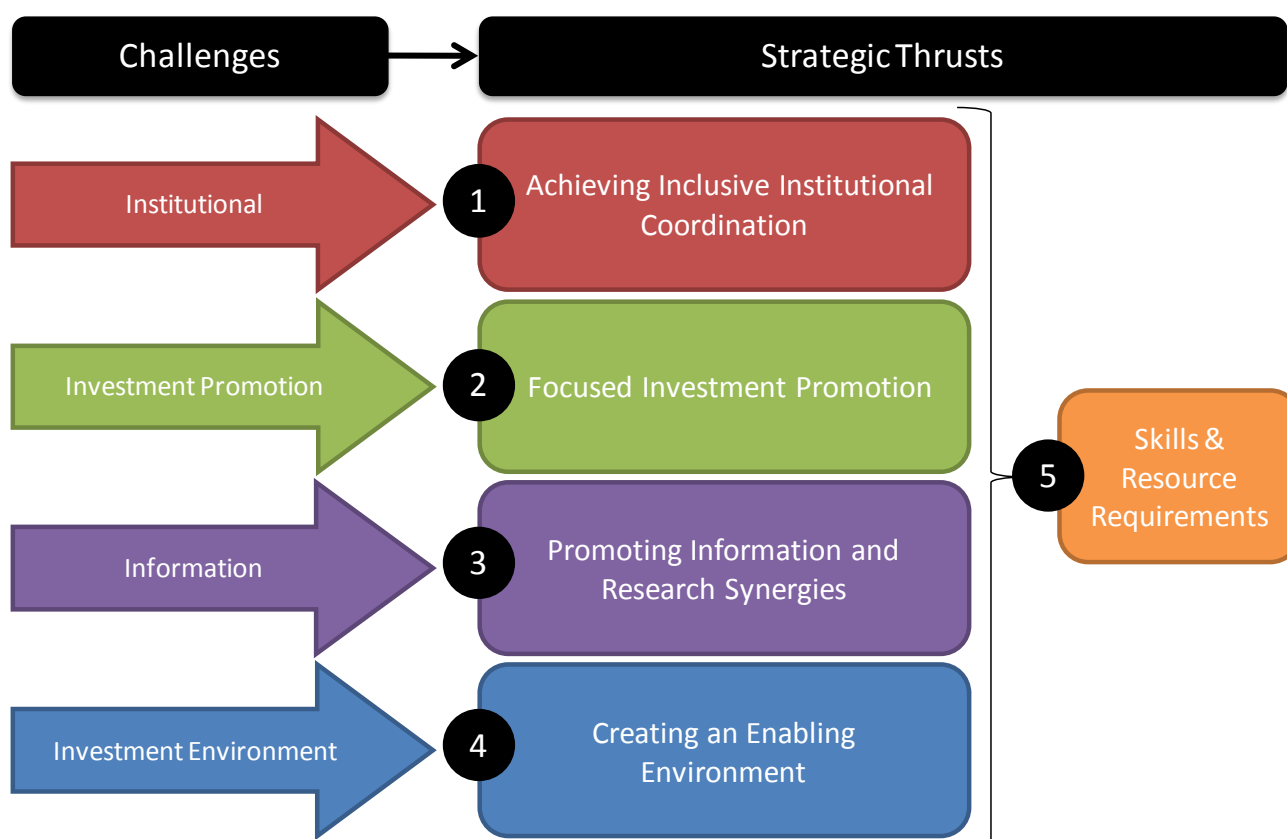 Challenges
Strategic Thrusts
Institutional
1
Achieving Inclusive Institutional
Coordination
Investment Promotion
2
Focused Investment Promotion
Information
3
Promoting Information and
Research Synergies
Investment Environment
4
Creating an Enabling
Environment
5
Skills &
Resource
Requirements